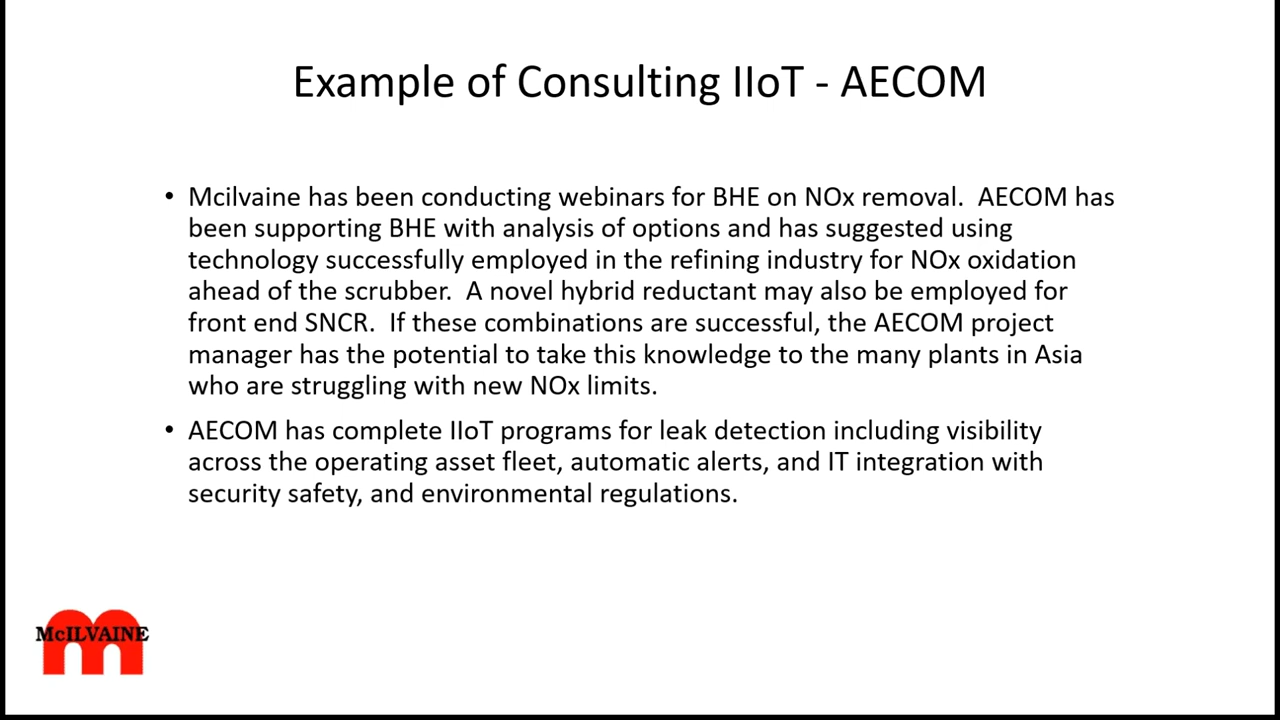 Example of Consulting IIoT - AECOM
• Mcilvaine has been conducting webinars for BHE on NOx removal.  AECOM has
been supporting BHE with analysis of options and has suggested using
technology successfully employed in the refining industry for NOx oxidation
ahead of the scrubber.  A novel hybrid reductant may also be employed for
front end SNCR.  If these combinations are successful, the AECOM project
manager has the potential to take this knowledge to the many plants in Asia
who are struggling with new NOx limits.
• AECOM has complete IIoT programs for leak detection including visibility
across the operating asset fleet, automatic alerts, and IT integration with
security safety, and environmental regulations.
McILVAINE